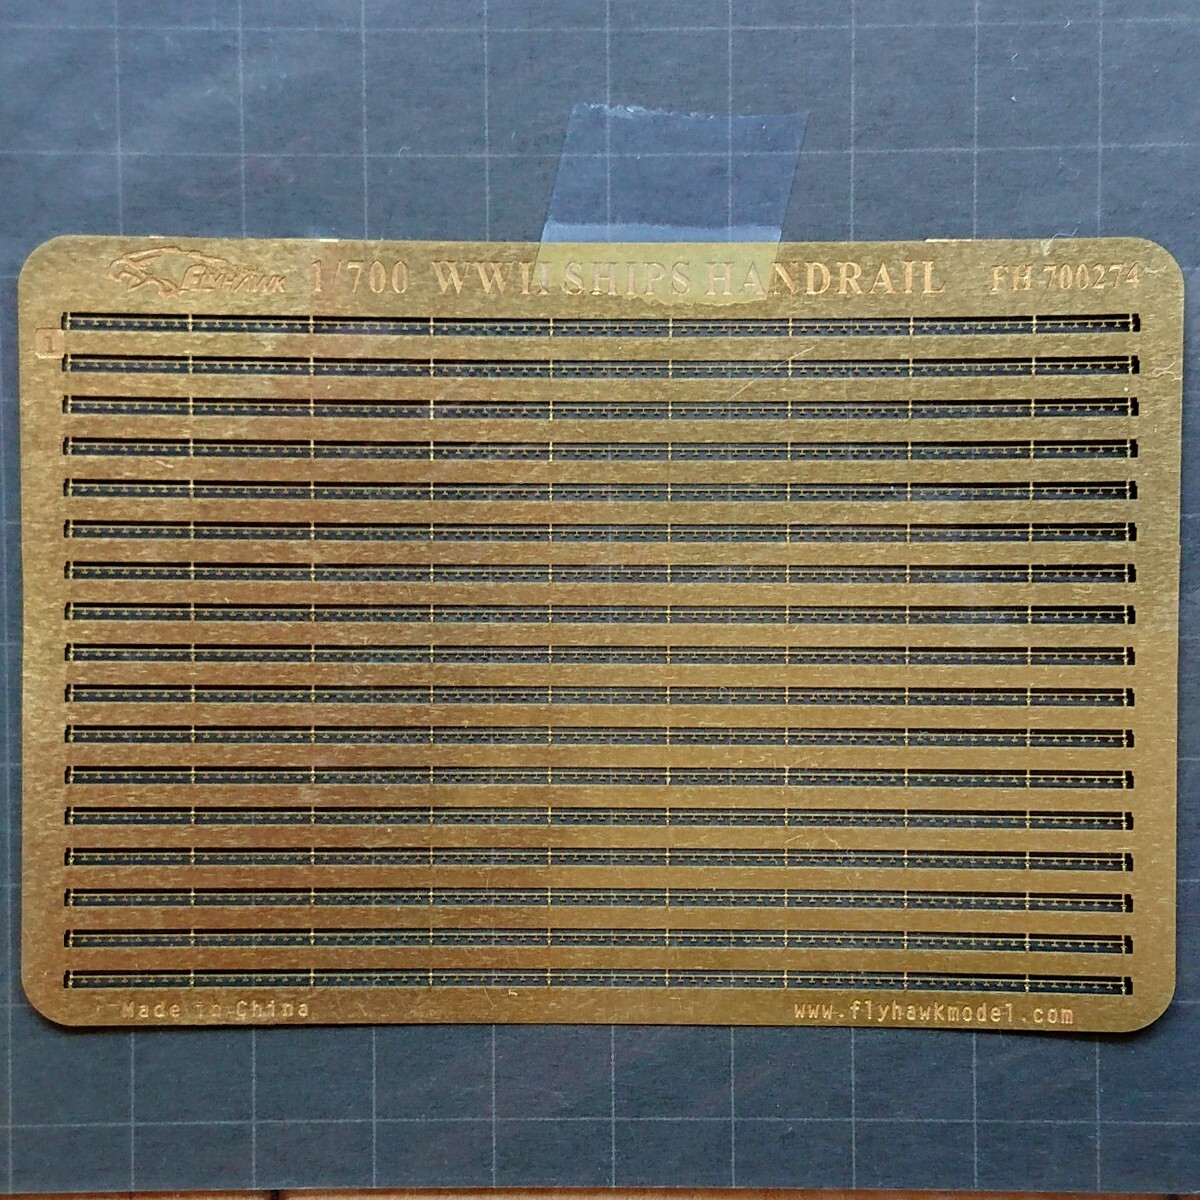 FLYHAWK 1/700 WWII SHIPS HANDRAIL FH 700274
1
Made in China
www.flyhawkmodel.com